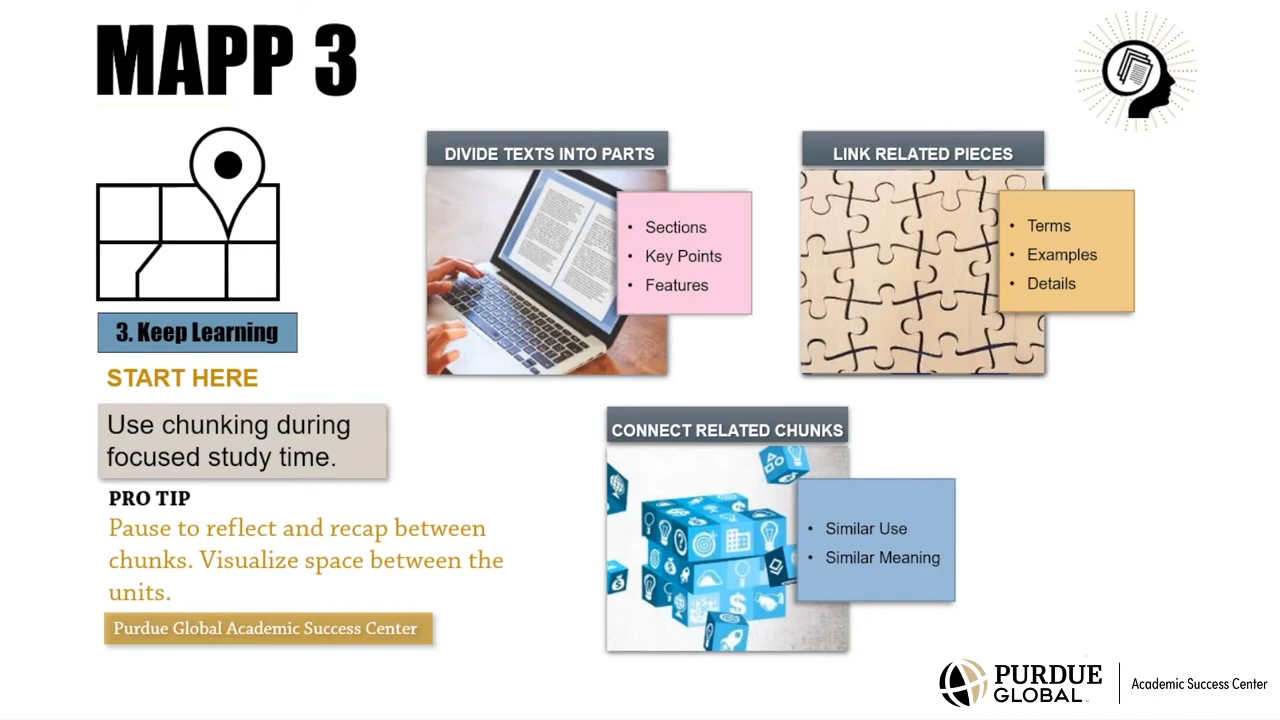 MAPP 3
3. Keep Learning
START HERE
Use chunking during
focused study time.
PRO TIP
Pause to reflect and recap between
chunks. Visualize space between the
units.
Purdue Global Academic Success Center
DIVIDE TEXTS INTO PARTS
• Sections
• Key Points
• Features
LINK RELATED PIECES
• Terms
• Examples
• Details
CONNECT RELATED CHUNKS
• Similar Use
• Similar Meaning
PURDUE
GLOBAL
Academic Success Center